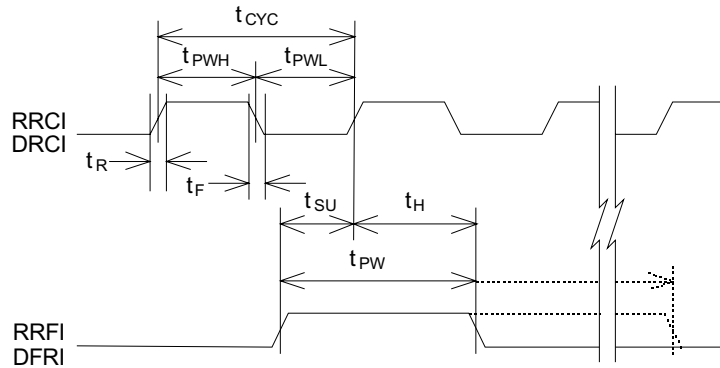 tCYC
tPWH
tPWL
RRCI
DRCI
tR
tF
tSU
tH
tPW
RRFI
DFRI